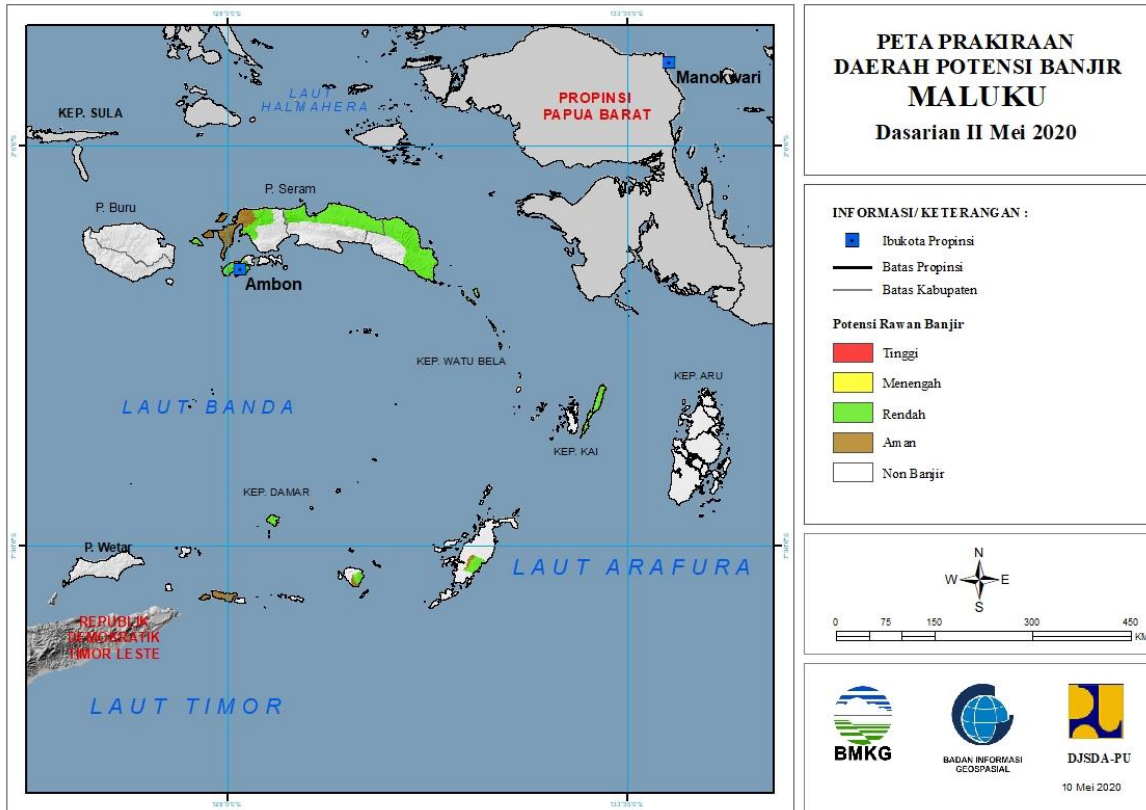 PETA PRAKIRAAN
DAERAH POTENSI BANJIR
MALUKU
Dasarian II Mei 2020
INFORMASI/ KETERANGAN :
Ibukota Propinsi
Batas Propinsi
Batas Kabupaten
Potensi Rawan Banjir
Tinggi
Menengah
Rendah
Aman
Non Banjir
N
W E
S
0 75 150 300 450
KM
BMKG
BADAN INFORMASI
GEOSPASIAL
DJSDA-PU
10 Mei 2020
Manokwari
LAUT
HALMAHERA
PROPINSI
PAPUA BARAT
KEP. SULA
P. Seram
P. Buru
Ambon
KEP. WATU BELA
KEP. ARU
LAUT BANDA
KEP. KAI
KEP. DAMAR
P. Wetar
LAUT ARAFURA
REPUBLIK
DEMOKRATIK
TIMOR LESTE
LAUT TIMOR